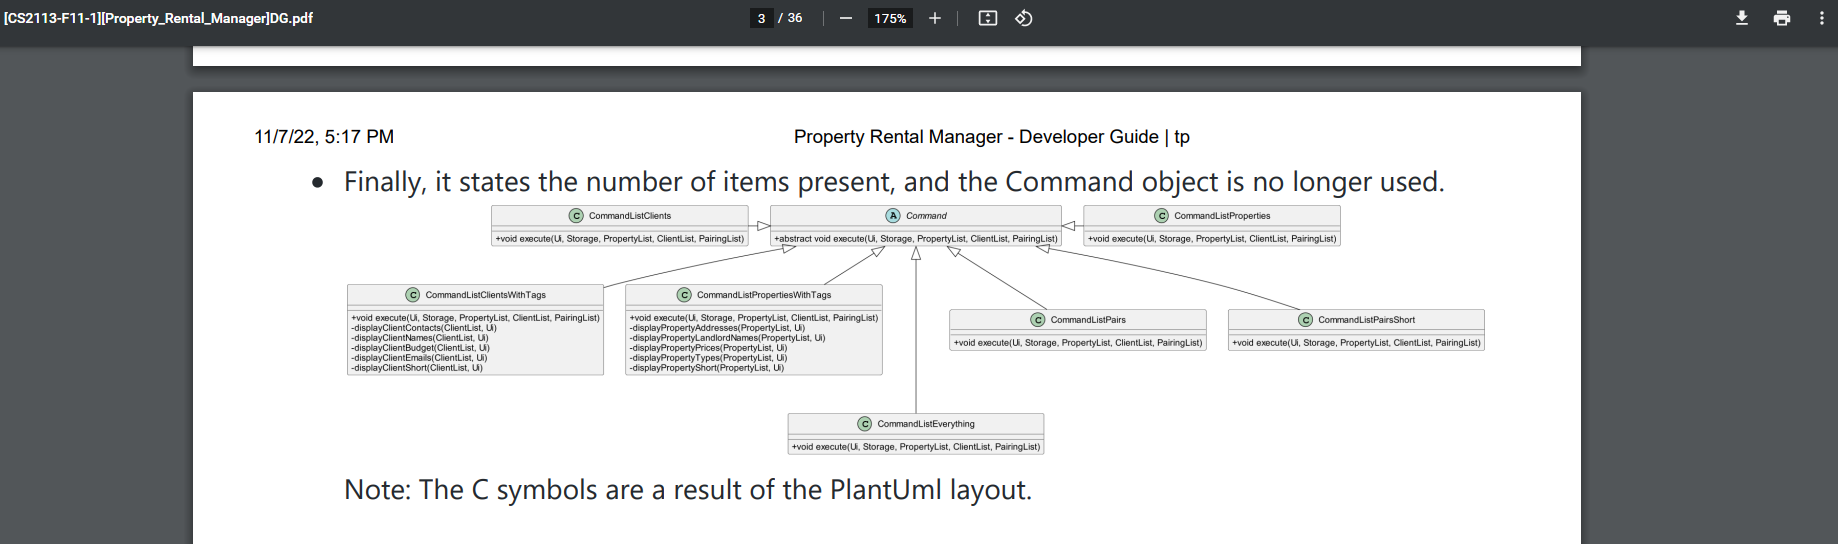 [CS2113-F11-1][Property_Rental_Manager]DG.pdf
3 / 36
175%
11/7/22, 5:17 PM
Property Rental Manager - Developer Guide | tp
• Finally, it states the number of items present, and the Command object is no longer used.
C CommandListClients
+void execute(Ui, Storage, PropertyList, ClientList, PairingList)
A Command
+abstract void execute(Ui, Storage, PropertyList, ClientList, PairingList)
C CommandListProperties
+void execute(Ui, Storage, PropertyList, ClientList, PairingList)
C CommandListClientsWithTags
+void execute(Ui, Storage, PropertyList, ClientList, PairingList)
-displayClientContacts(ClientList, Ui)
-displayClientNames(ClientList, Ui)
-displayClientBudget(ClientList, Ui)
-displayClientEmails(ClientList, Ui)
-displayClientShort(ClientList, Ui)
C CommandListPropertiesWithTags
+void execute(Ui, Storage, PropertyList, ClientList, PairingList)
-displayPropertyAddresses(PropertyList, Ui)
-displayPropertyLandlordNames(PropertyList, Ui)
-displayPropertyPrices(PropertyList, Ui)
-displayPropertyTypes(PropertyList, Ui)
-displayPropertyShort(PropertyList, Ui)
C CommandListPairs
+void execute(Ui, Storage, PropertyList, ClientList, PairingList)
C CommandListPairsShort
+void execute(Ui, Storage, PropertyList, ClientList, PairingList)
C CommandListEverything
+void execute(Ui, Storage, PropertyList, ClientList, PairingList)
Note: The C symbols are a result of the PlantUml layout.